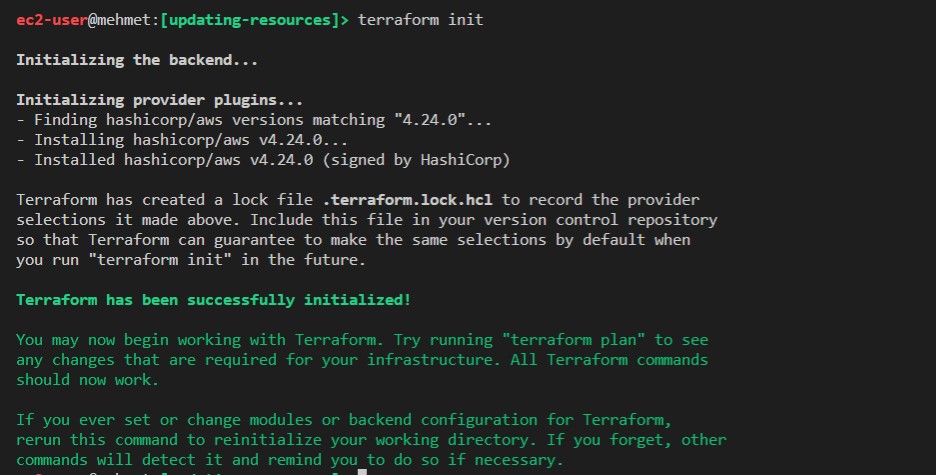 ec2-user@mehmet:[updating-resources]> terraform init
Initializing the backend...
Initializing provider plugins...
- Finding hashicorp/aws versions matching "4.24.0"...
- Installing hashicorp/aws v4.24.0...
- Installed hashicorp/aws v4.24.0 (signed by HashiCorp)
Terraform has created a lock file .terraform.lock.hcl to record the provider
selections it made above. Include this file in your version control repository
so that Terraform can guarantee to make the same selections by default when
you run "terraform init" in the future.
Terraform has been successfully initialized!
You may now begin working with Terraform. Try running "terraform plan" to see
any changes that are required for your infrastructure. All Terraform commands
should now work.
If you ever set or change modules or backend configuration for Terraform,
rerun this command to reinitialize your working directory. If you forget, other
commands will detect it and remind you to do so if necessary.